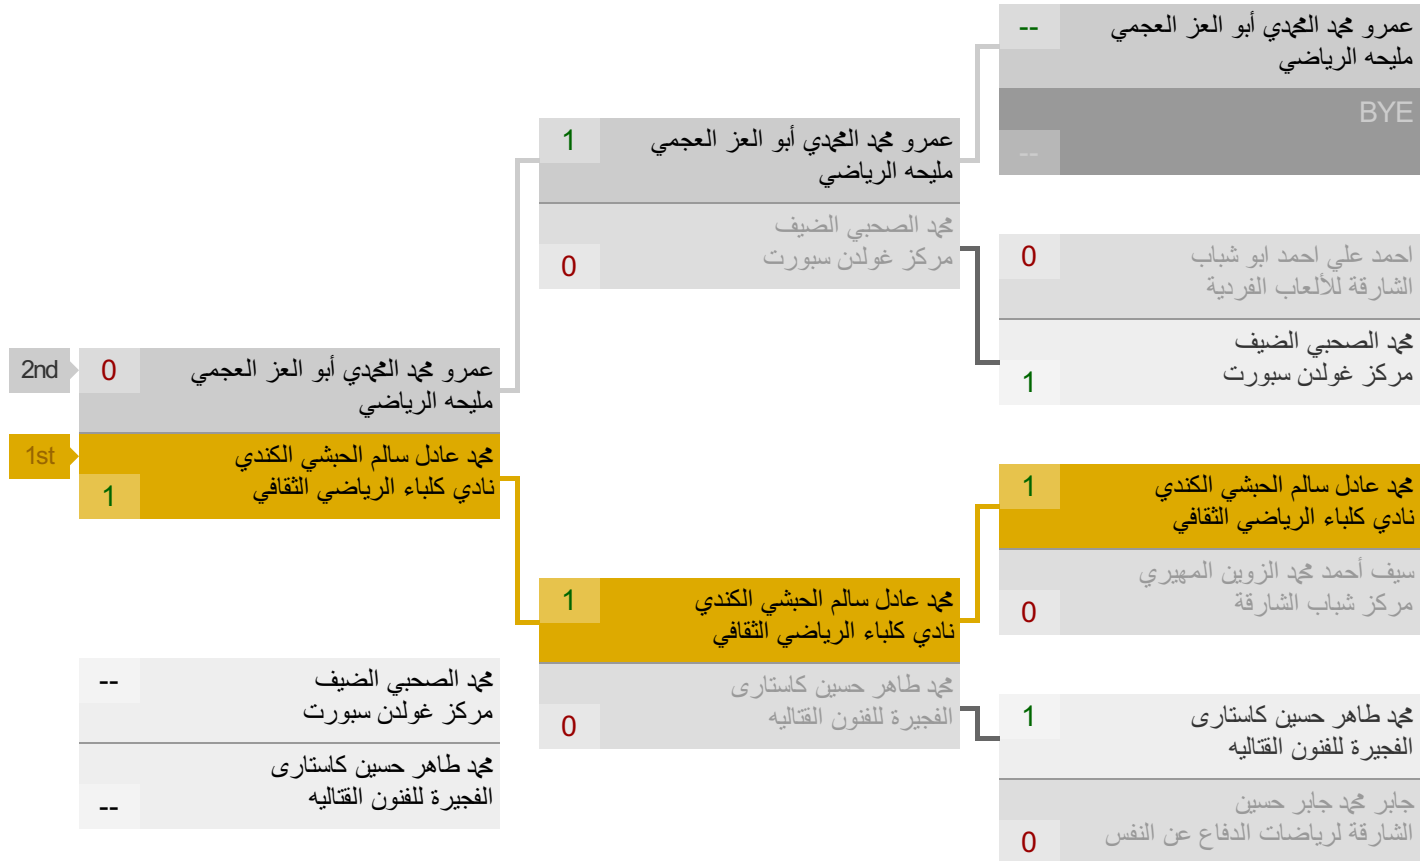 --
عمرو محمد المحمدي أبو العز العجمي
مليحه الرياضي
BYE
--
1
عمرو محمد المحمدي أبو العز العجمي
مليحه الرياضي
محمد الصحبي الضيف
مركز غولدن سبورت
0
0
احمد علي احمد ابو شباب
الشارقة للألعاب الفردية
محمد الصحبي الضيف
مركز غولدن سبورت
1
2nd
0
عمرو محمد المحمدي أبو العز العجمي
مليحه الرياضي
1st
محمد عادل سالم الحبشي الكندي
نادي كلباء الرياضي الثقافي
1
1
محمد عادل سالم الحبشي الكندي
نادي كلباء الرياضي الثقافي
سيف أحمد محمد الزوين المهيري
مركز شباب الشارقة
0
1
محمد عادل سالم الحبشي الكندي
نادي كلباء الرياضي الثقافي
محمد طاهر حسين كاستارى
الفجيرة للفنون القتاليه
0
--
محمد الصحبي الضيف
مركز غولدن سبورت
محمد طاهر حسين كاستارى
الفجيرة للفنون القتاليه
--
1
محمد طاهر حسين كاستارى
الفجيرة للفنون القتاليه
جابر محمد جابر حسين
الشارقة لرياضات الدفاع عن النفس
0